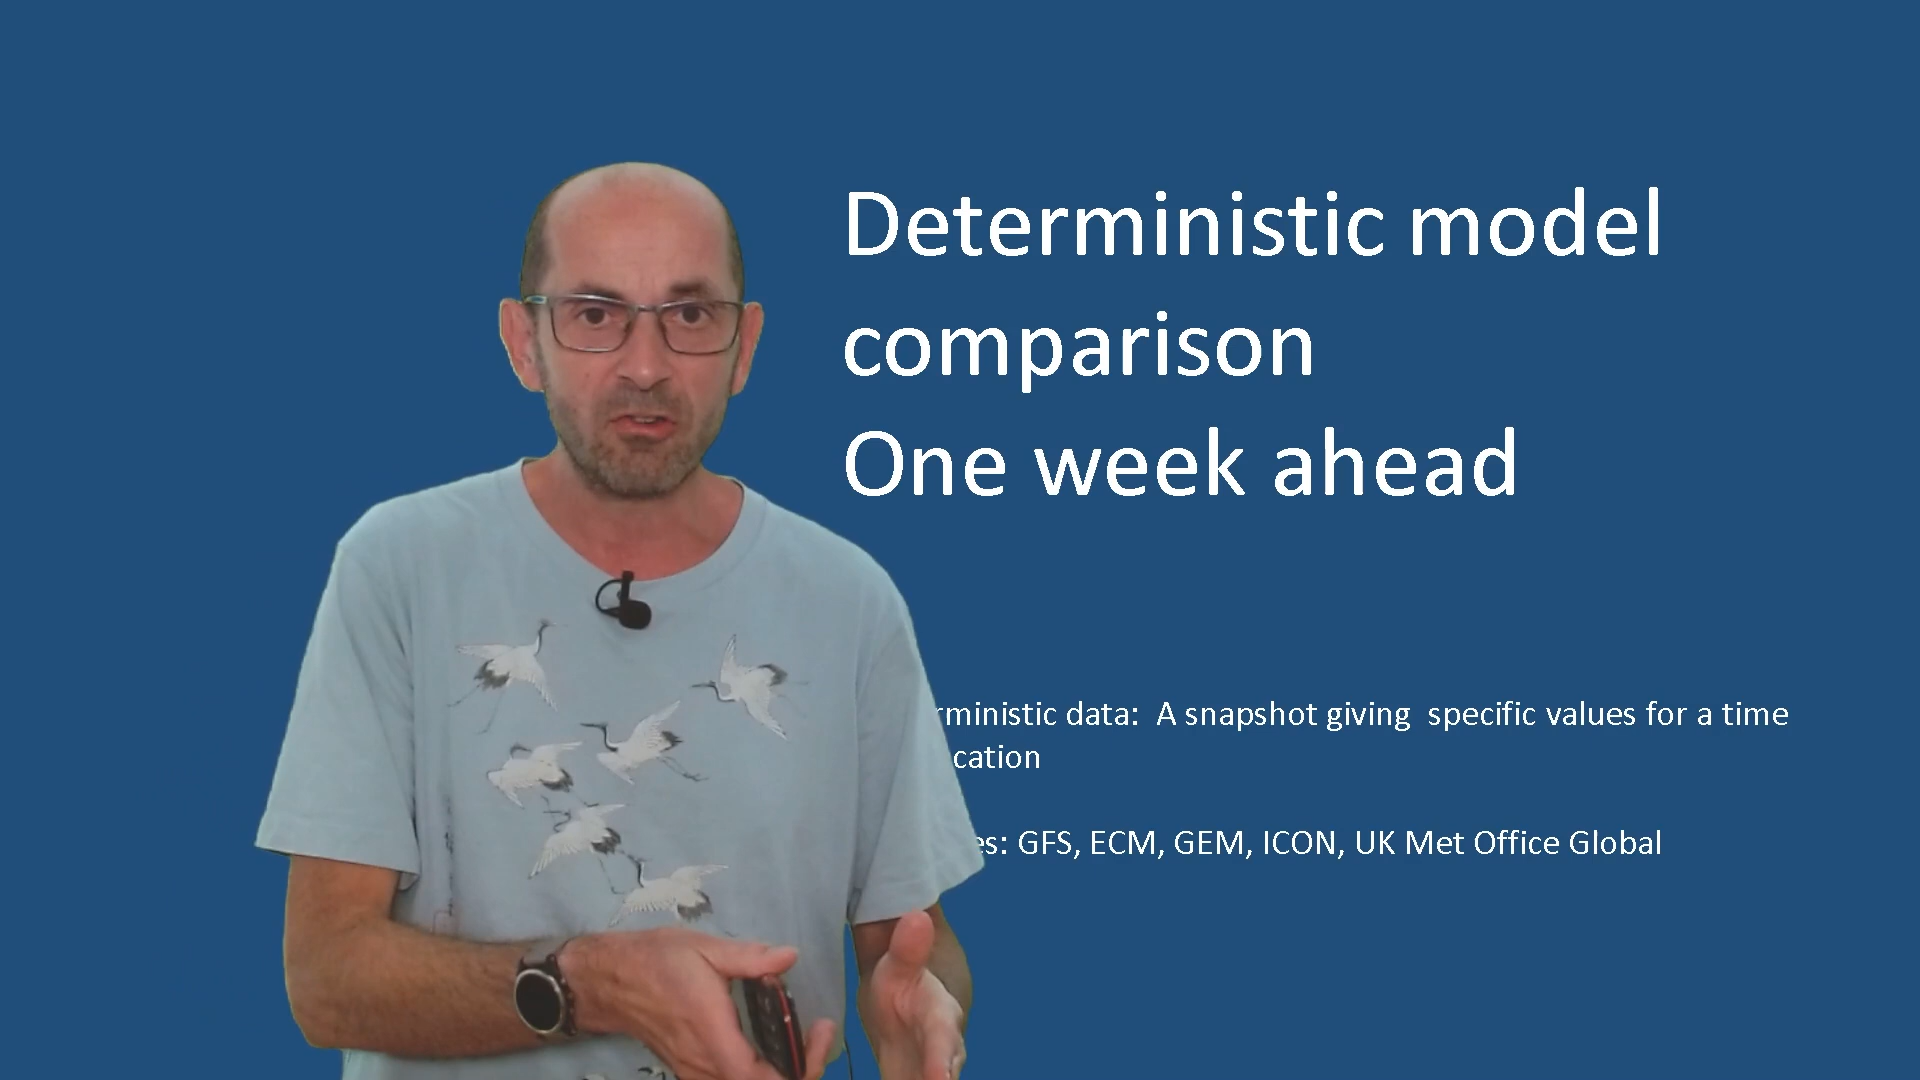 Deterministic model
comparison
One week ahead
rministic data:  A snapshot giving  specific values for a time
cation
es: GFS, ECM, GEM, ICON, UK Met Office Global